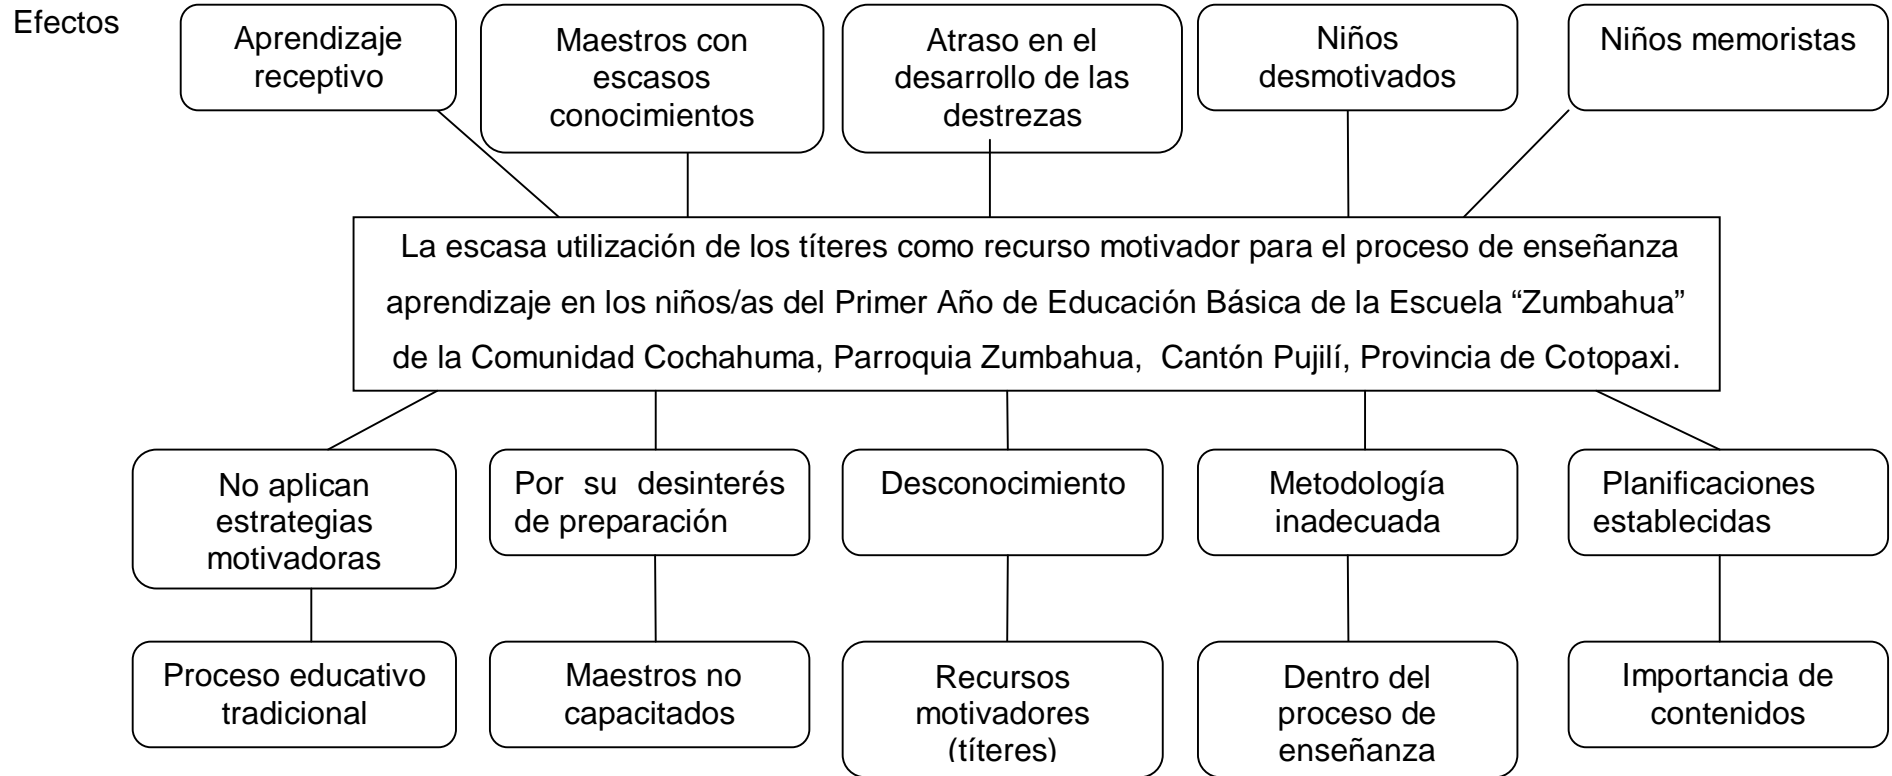 Efectos
Aprendizaje
receptivo
Maestros con
escasos
conocimientos
Atraso en el
desarrollo de las
destrezas
Niños
desmotivados
Niños memoristas
La escasa utilización de los títeres como recurso motivador para el proceso de enseñanza
aprendizaje en los niños/as del Primer Año de Educación Básica de la Escuela “Zumbahua”
de la Comunidad Cochahuma, Parroquia Zumbahua, Cantón Pujilí, Provincia de Cotopaxi.
No aplican
estrategias
motivadoras
Por su desinterés
de preparación
Desconocimiento
Metodología
inadecuada
Planificaciones
establecidas
Proceso educativo
tradicional
Maestros no
capacitados
Recursos
motivadores
(títeres)
Dentro del
proceso de
enseñanza
Importancia de
contenidos